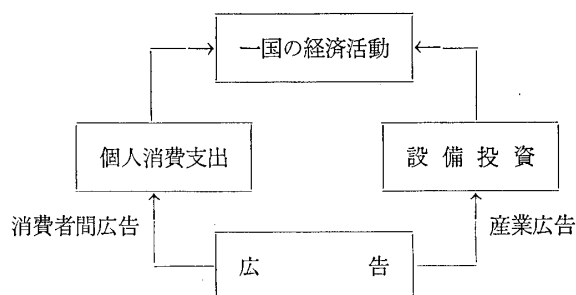 一国の経済活動
個人消費支出
設備投資
消費者間広告
産業広告
広告